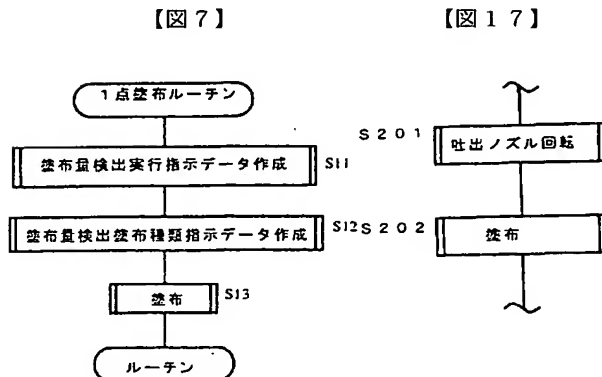 【図7】
1点塗布ルーチン
塗布量検出実行指示データ作成 S11
塗布量検出塗布種類指示データ作成 S12
塗布 S13
ルーチン
【図17】
S201 吐出ノズル回転
S202 塗布